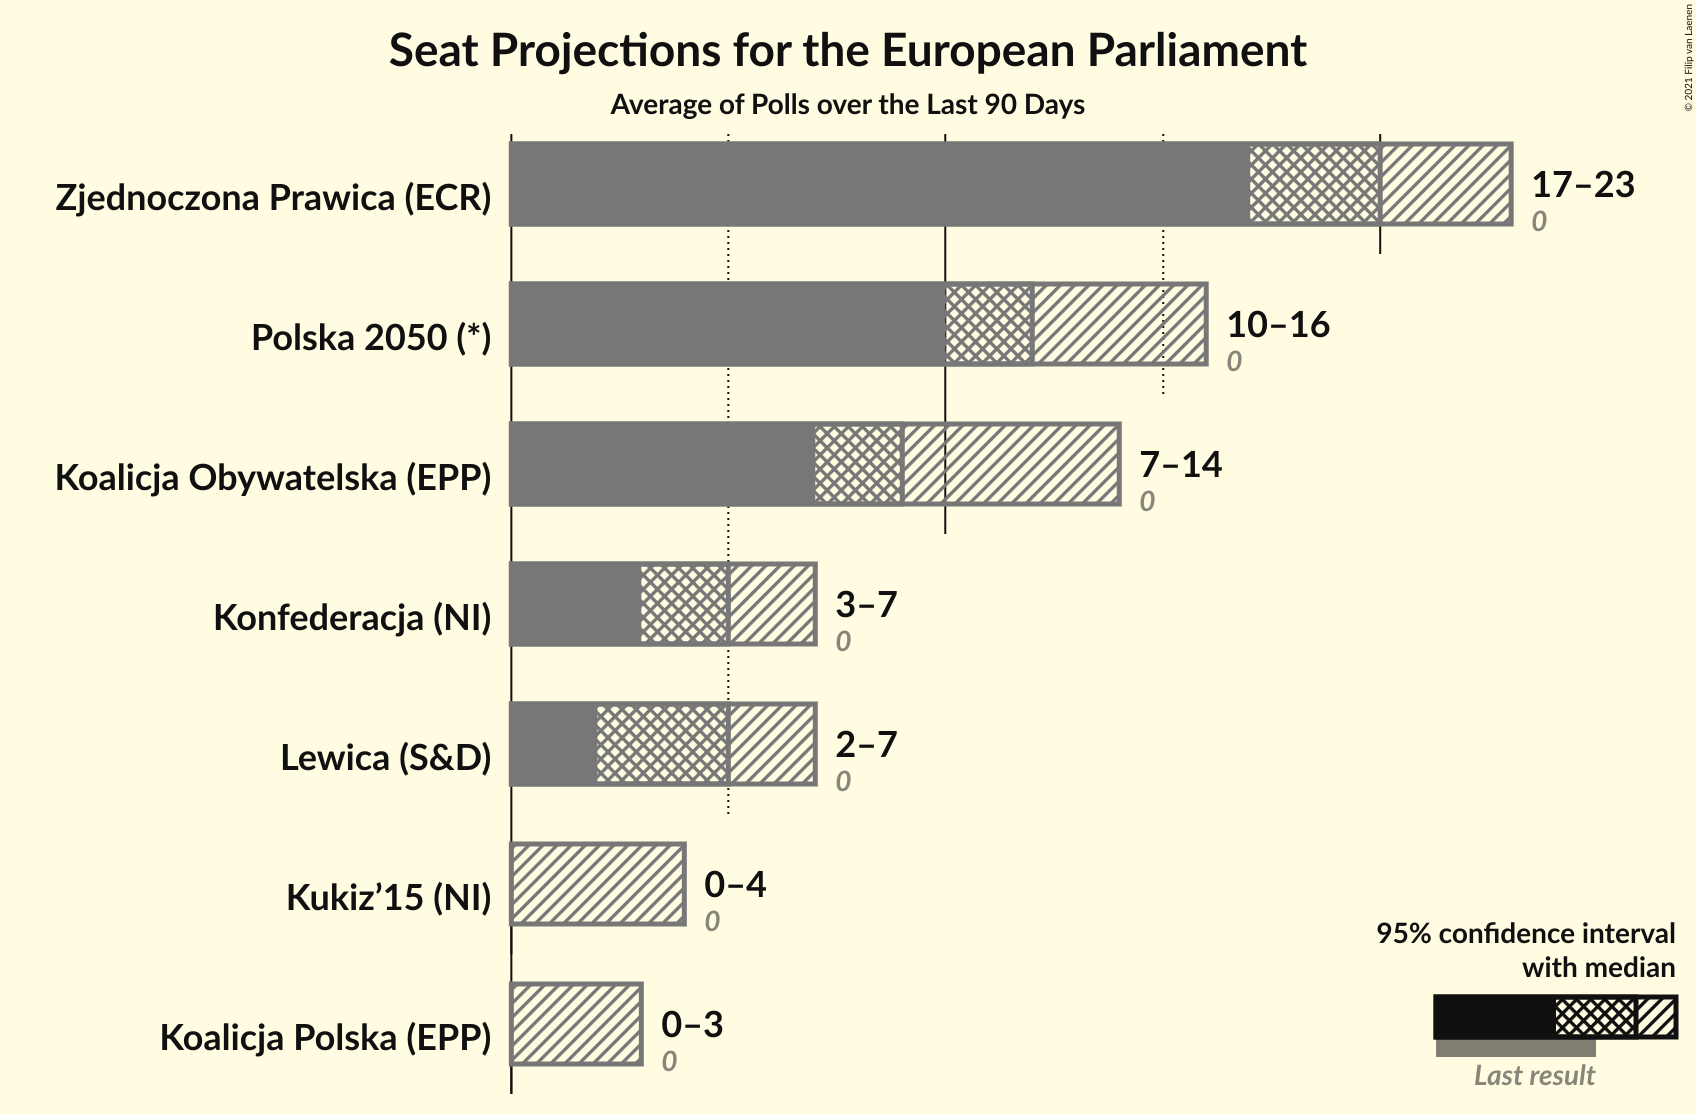 Seat Projections for the European Parliament
Average of Polls over the Last 90 Days
© 2021 Filip van Laenen
Zjednoczona Prawica (ECR)
17–23
0
Polska 2050 (*)
10–16
0
Koalicja Obywatelska (EPP)
7–14
0
Konfederacja (NI)
3–7
0
Lewica (S&D)
2–7
0
Kukiz’15 (NI)
0–4
0
Koalicja Polska (EPP)
0–3
0
95% confidence interval
with median
Last result